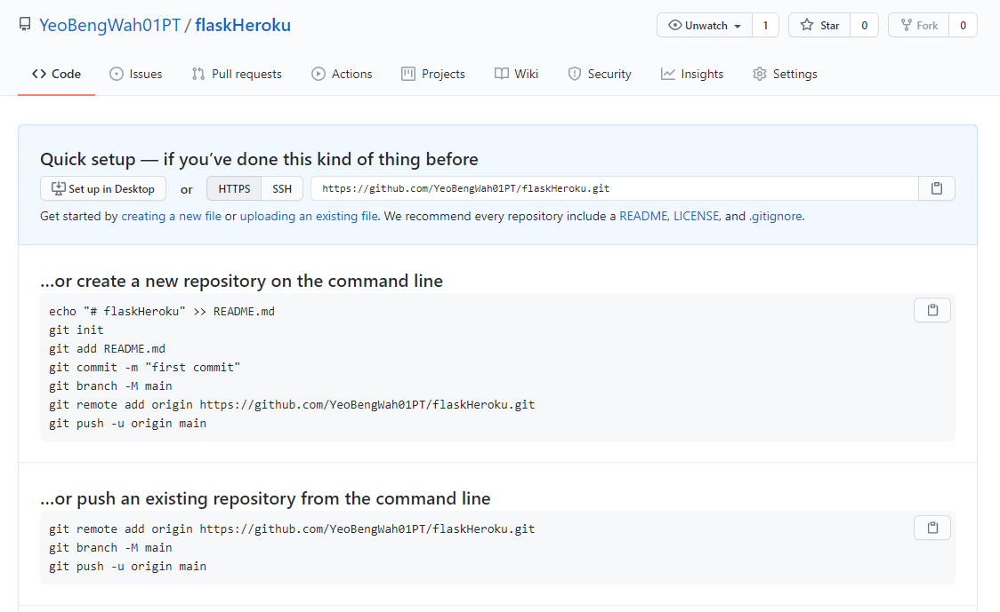 YeoBengWah01PT / flaskHeroku
Unwatch 1 Star 0 Fork 0
Code Issues Pull requests Actions Projects Wiki Security Insights Settings
Quick setup — if you’ve done this kind of thing before
Set up in Desktop or HTTPS SSH https://github.com/YeoBengWah01PT/flaskHeroku.git
Get started by creating a new file or uploading an existing file. We recommend every repository include a README, LICENSE, and .gitignore.
…or create a new repository on the command line
echo "# flaskHeroku" >> README.md
git init
git add README.md
git commit -m "first commit"
git branch -M main
git remote add origin https://github.com/YeoBengWah01PT/flaskHeroku.git
git push -u origin main
…or push an existing repository from the command line
git remote add origin https://github.com/YeoBengWah01PT/flaskHeroku.git
git branch -M main
git push -u origin main